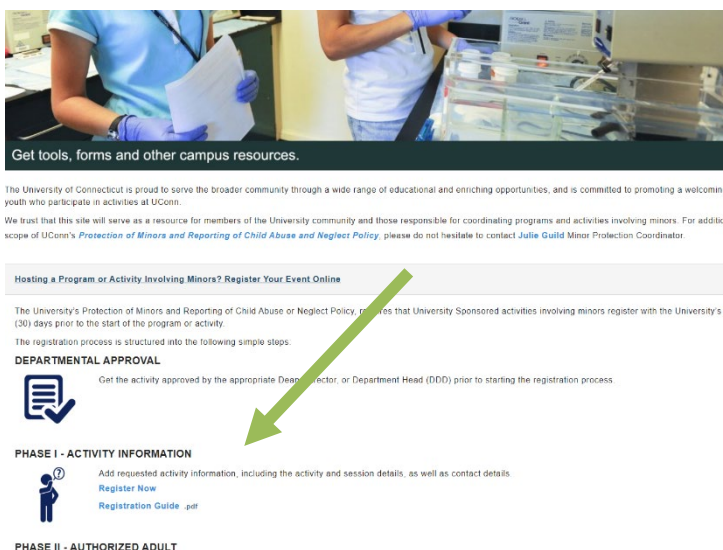 Get tools, forms and other campus resources.
The University of Connecticut is proud to serve the broader community through a wide range of educational and enriching opportunities, and is committed to promoting a
youth who participate in activities at UConn.
We trust that this site will serve as a resource for members of the University community and those responsible for coordinating programs and activities involving minors. For
scope of UConn's Protection of Minors and Reporting of Child Abuse and Neglect Policy, please do not hesitate to contact Julie Guild Minor Protection Coordinator.
Hosting a Program or Activity Involving Minors? Register Your Event Online
The University's Protection of Minors and Reporting of Child Abuse or Neglect Policy, that University Sponsored activities involving minors register with the University's
(30) days prior to the start of the program or activity.
The registration process is structured into the following simple steps:
DEPARTMENTAL APPROVAL
Get the activity approved by the appropriate or Department Head (DDD) prior to starting the registration process.
PHASE I - ACTIVITY INFORMATION
Add requested activity information, including the activity and session details, as well as contact details
Register Now
Registration Guide .pdf
PHASE II - AUTHORIZED ADULT